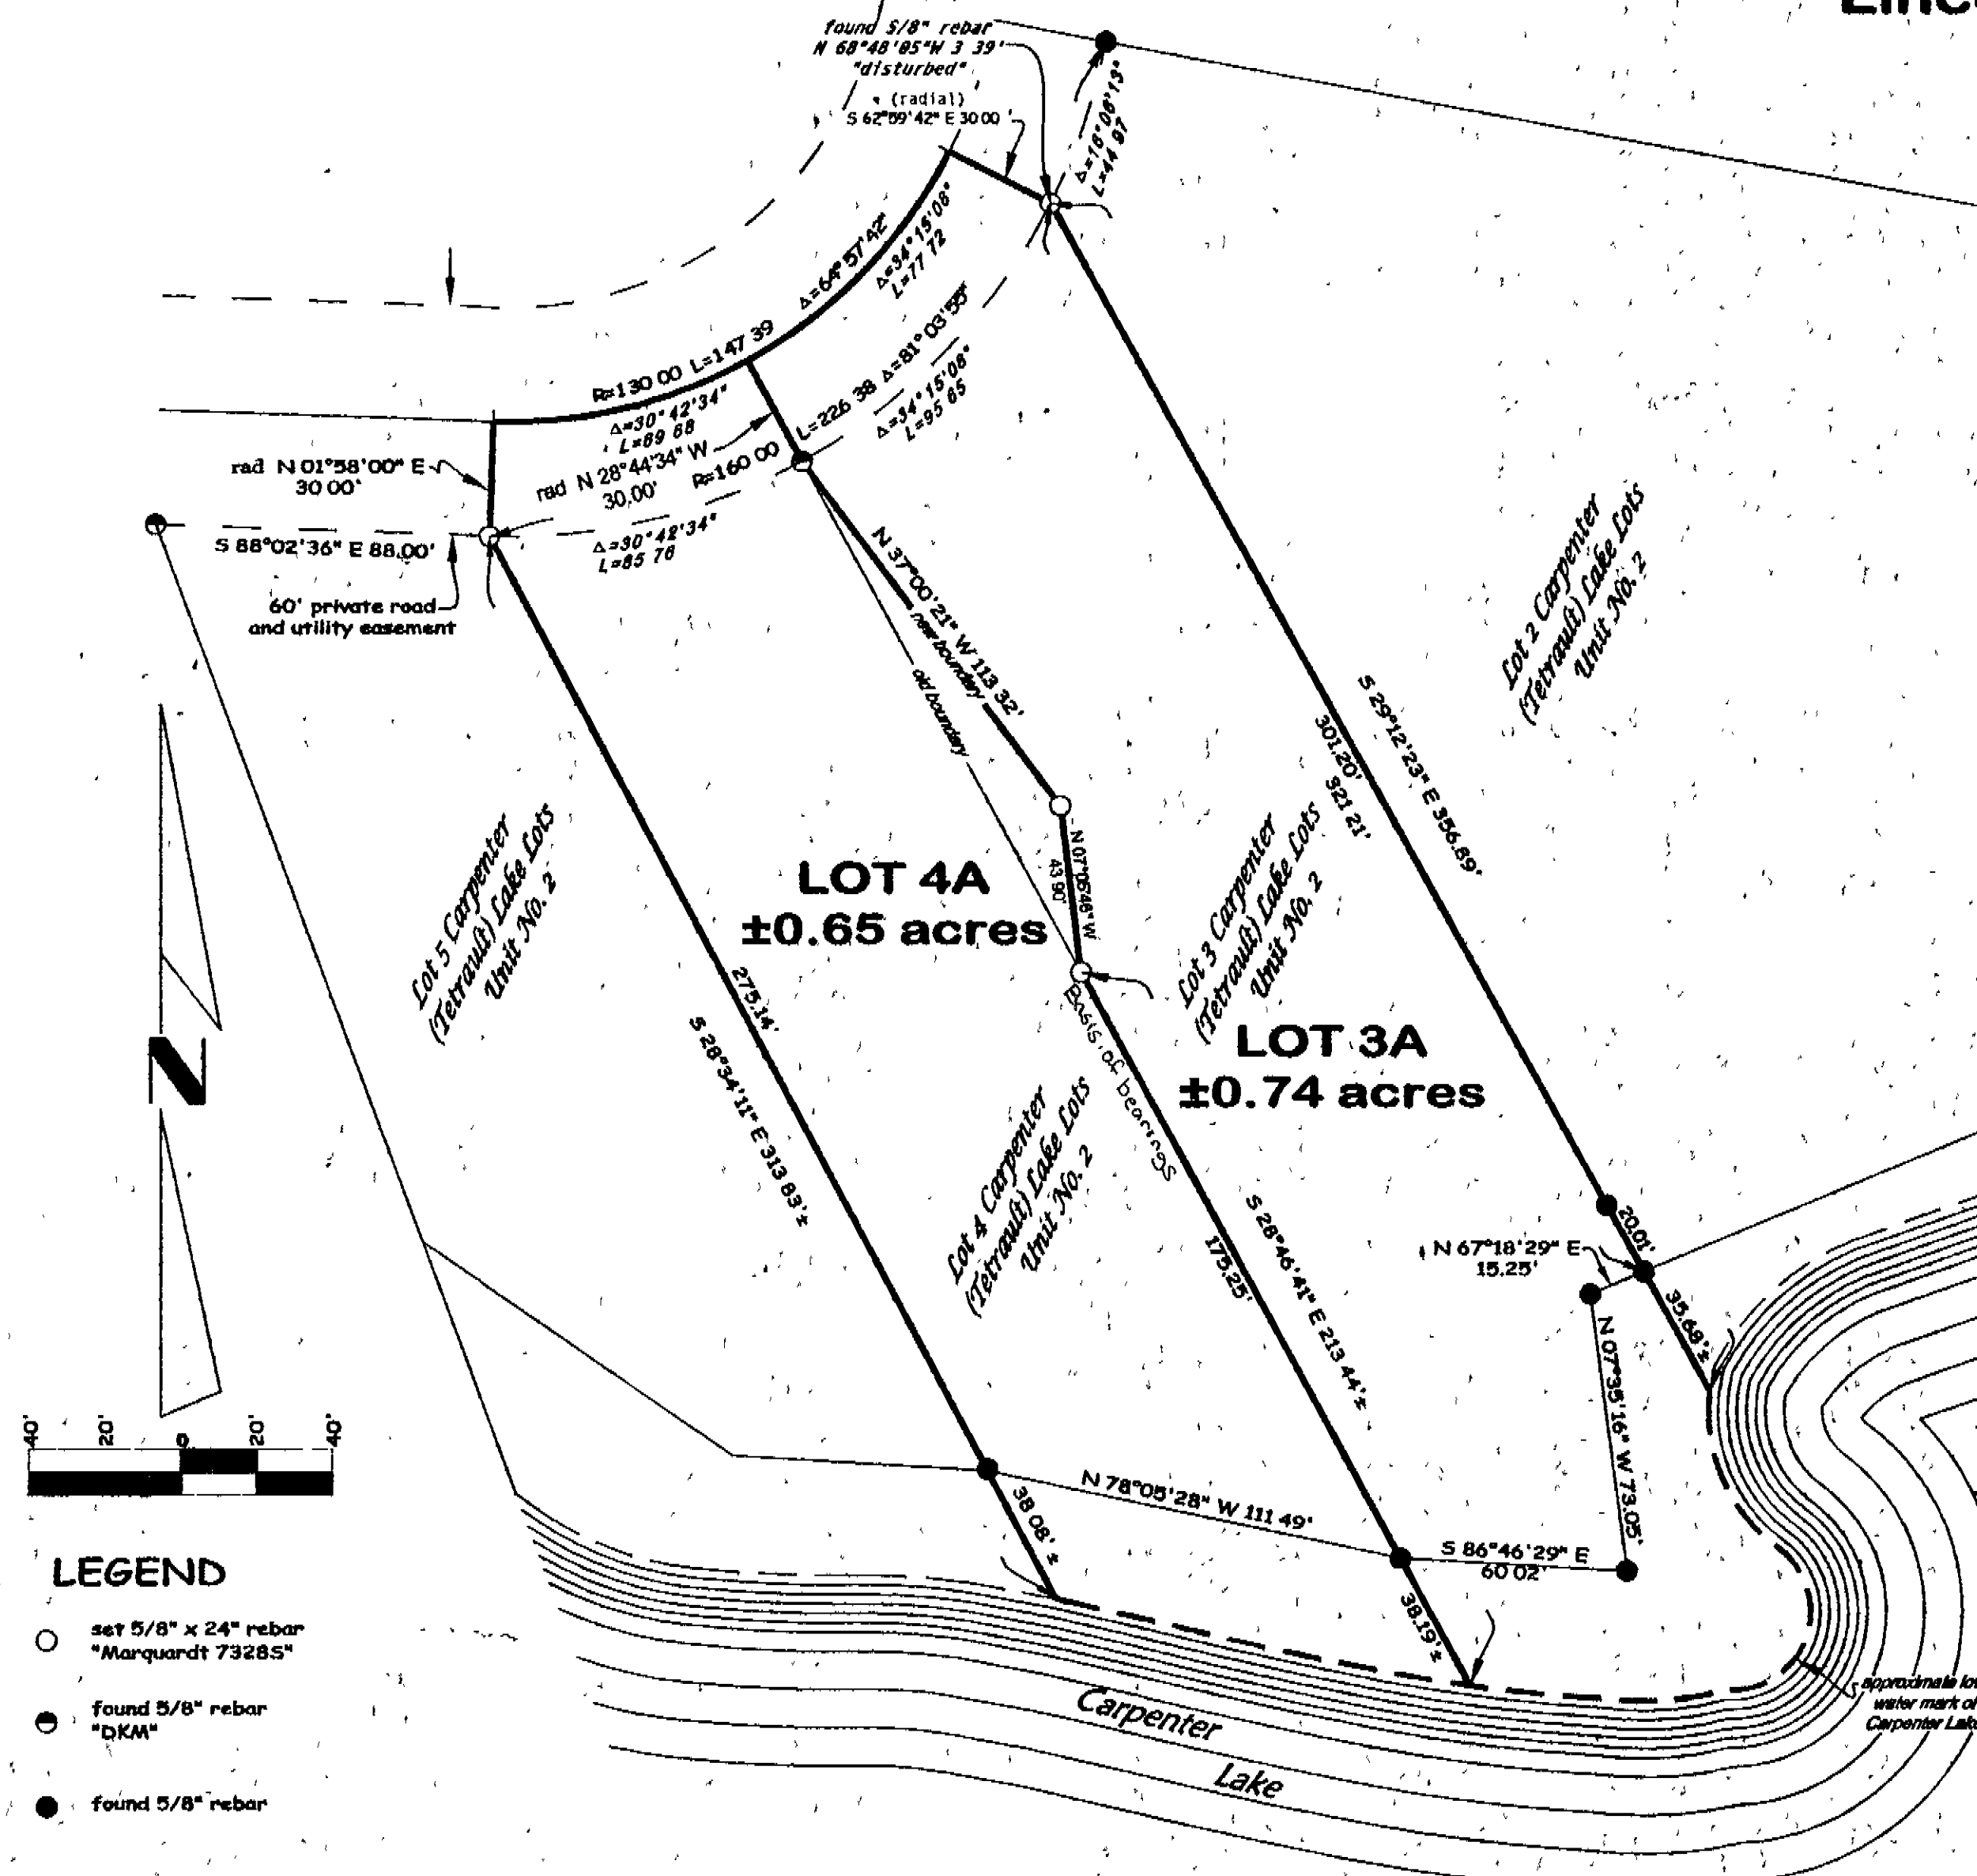 found 5/8" rebar
N 68°48'05"W 3 39'
"disturbed"
(radial)
S 62°59'42" E 30 00'
Δ=16°06'13"
L=44 97
Δ=64°57'42"
Δ=34°15'08"
L=77 72
R=130 00 L=147 39
Δ=30°42'34"
L=69 68
L=226 38 Δ=81°03'55"
Δ=34°15'08"
L=95 65
rad N 01°58'00" E
30 00'
rad N 28°44'34" W
30.00'
R=160 00
S 88°02'36" E 88.00'
Δ=30°42'34"
L=85 76
60' private road
and utility easement
N 37°00'21" W 113 32'
new boundary
old boundary
Lot 2 Carpenter
(Tetrault) Lake Lots
Unit No. 2
S 29°12'23" E 356.89'
301.20'
321 21'
Lot 5 Carpenter
(Tetrault) Lake Lots
Unit No. 2
LOT 4A
±0.65 acres
N 07°05'48" W
43 90'
Lot 3 Carpenter
(Tetrault) Lake Lots
Unit No. 2
LOT 3A
±0.74 acres
Basis of bearings
275.14'
S 28°34'11" E 313 83'±
N
Lot 4 Carpenter
(Tetrault) Lake Lots
Unit No. 2
S 28°46'41" E 213 44'±
175.25'
20.01'
N 67°18'29" E
15.25'
35.68'±
N 07°35'16" W 73.05'
40' 20' 0 20' 40'
N 78°05'28" W 111 49'
38 08'±
S 86°46'29" E
60 02'
38.19'±
LEGEND
set 5/8" x 24" rebar
"Marquardt 7328S"
found 5/8" rebar
"DKM"
found 5/8" rebar
Carpenter
Lake
approximate
water mark of
Carpenter